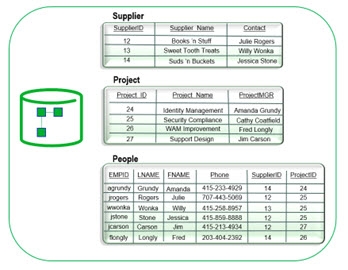 Supplier
SupplierID Supplier_Name Contact
12 Books 'n Stuff Julie Rogers
13 Sweet Tooth Treats Willy Wonka
14 Suds 'n Buckets Jessica Stone
Project
Project_ID Project_Name ProjectMGR
24 Identity Management Amanda Grundy
25 Security Compliance Cathy Coatfield
26 WAM Improvement Fred Longly
27 Support Design Jim Carson
People
EMPID LNAME FNAME Phone SupplierID ProjectID
agrundy Grundy Amanda 415-233-4929 14 24
jrogers Rogers Julie 707-443-5069 12 25
wwonka Wonka Willy 415-258-8957 13 25
jstone Stone Jessica 415-859-8888 12 25
jcarson Carson Jim 415-213-4934 12 27
flongly Longly Fred 203-404-2392 14 26